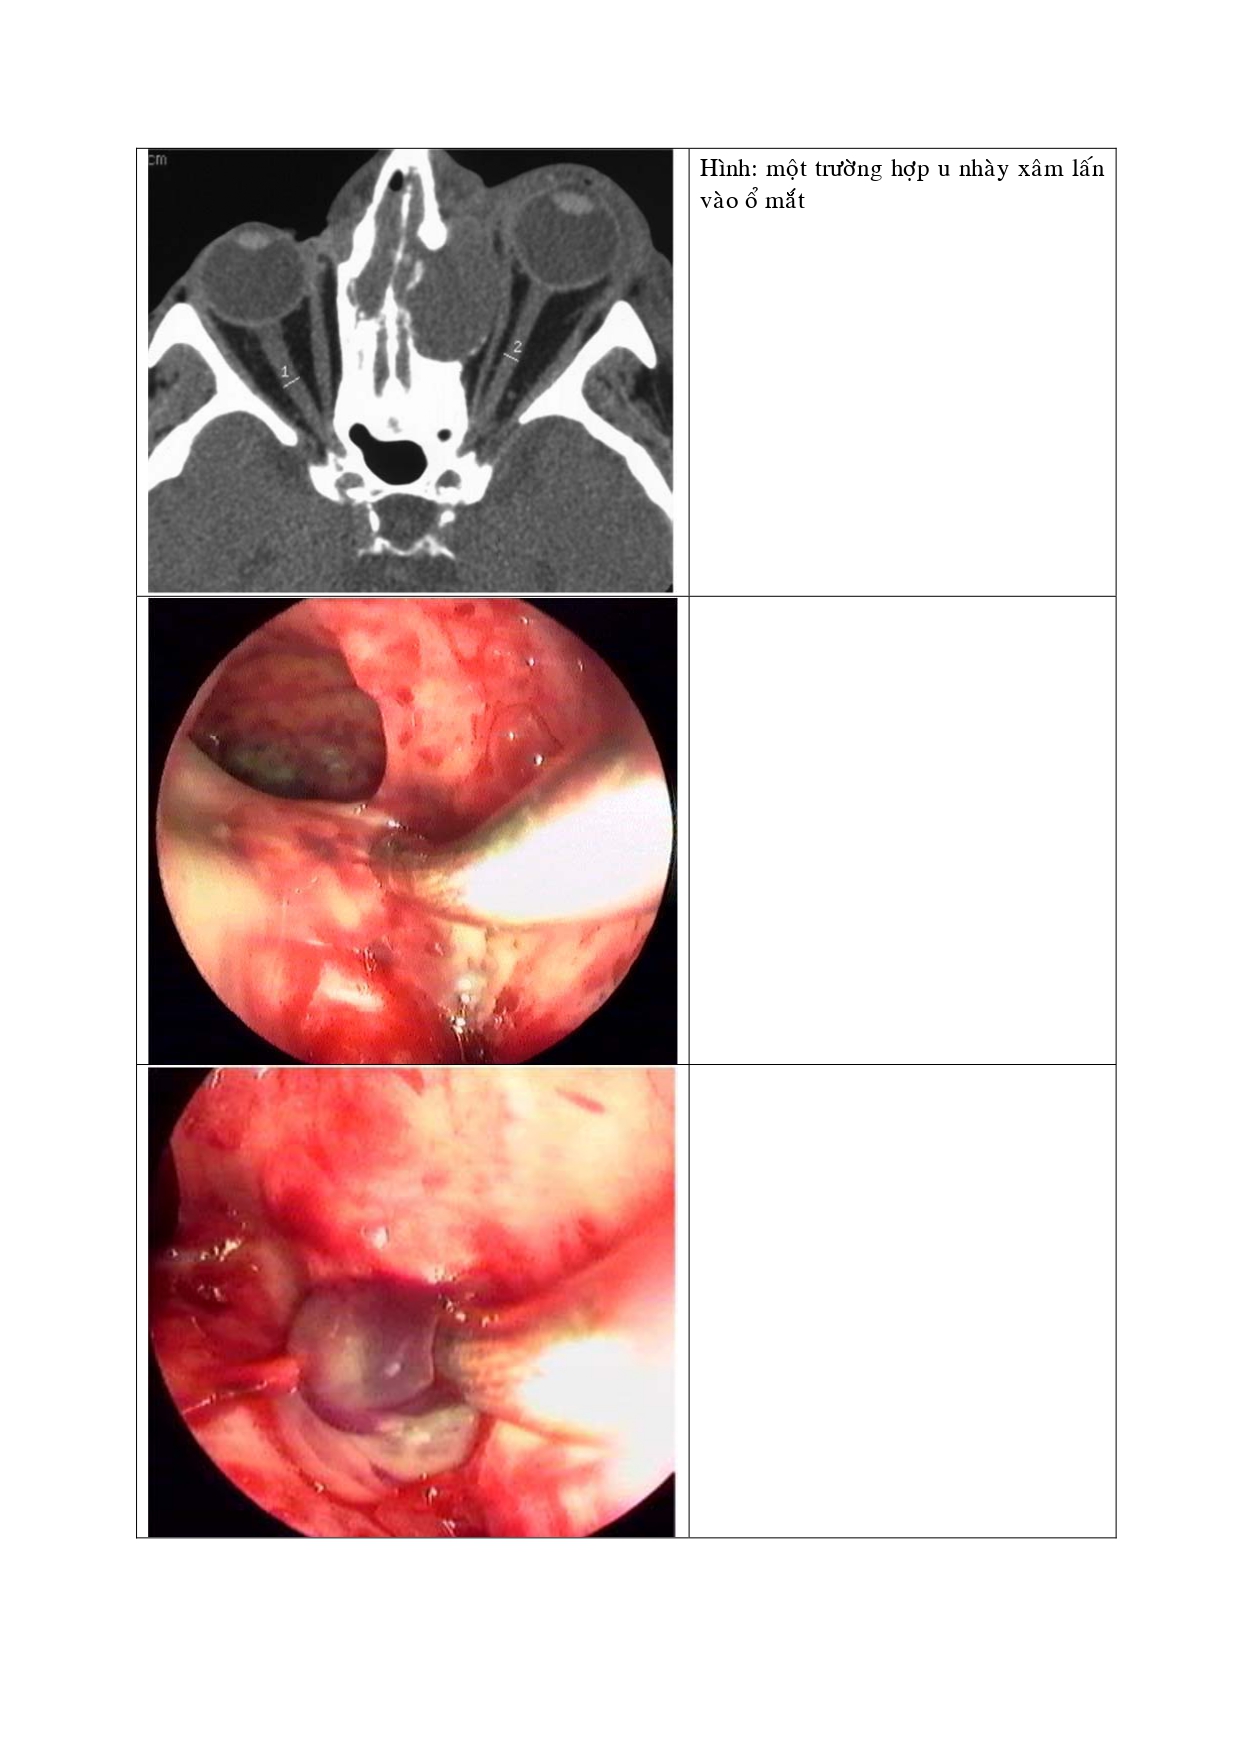 cm
Hình: một trường hợp u nhày xâm lấn
vào ổ mắt
1
2